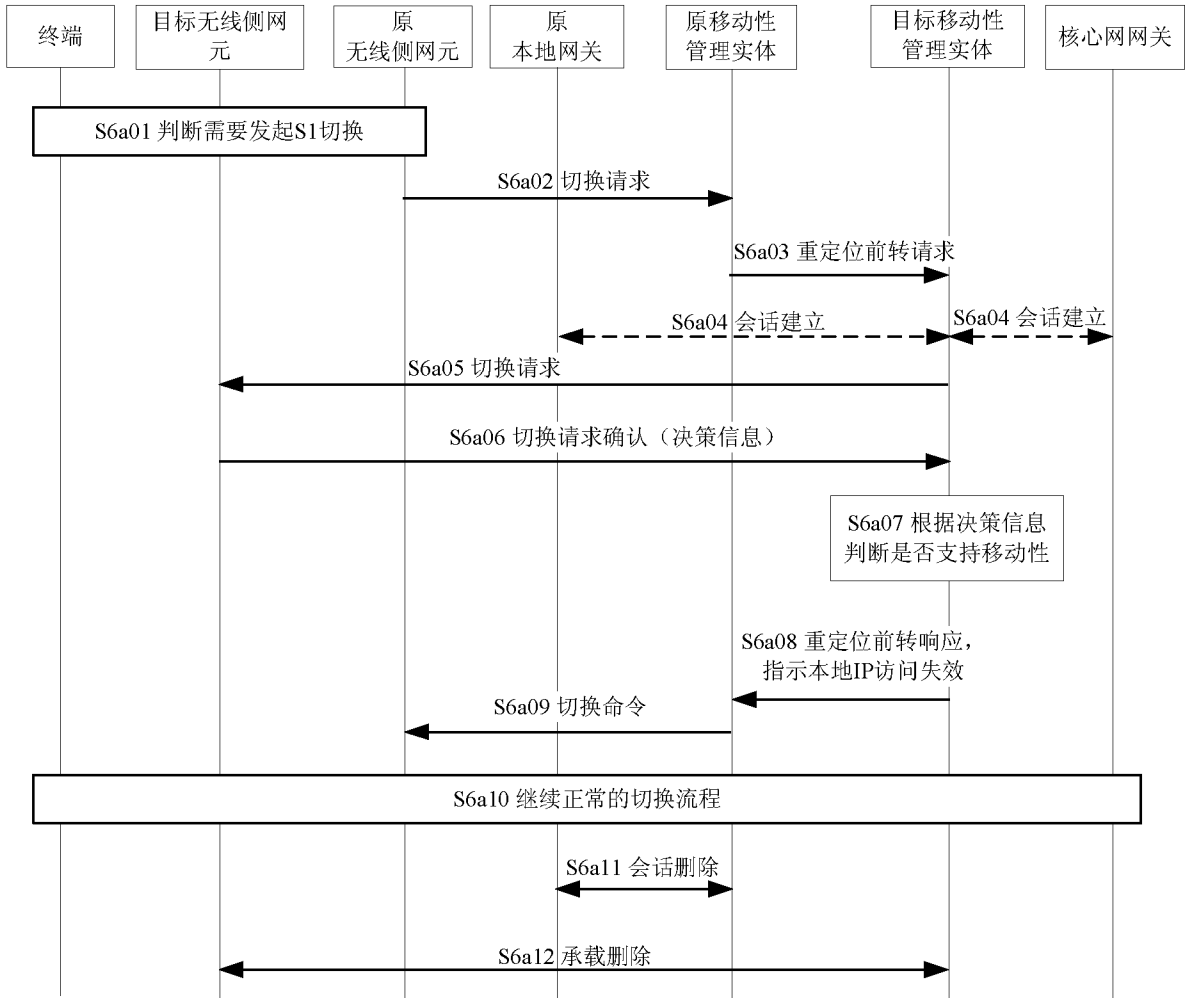 终端
目标无线侧网
元
原
无线侧网元
原
本地网关
原移动性
管理实体
目标移动性
管理实体
核心网网关
S6a01 判断需要发起S1切换
S6a02 切换请求
S6a03 重定位前转请求
S6a04 会话建立
S6a04 会话建立
S6a05 切换请求
S6a06 切换请求确认（决策信息）
S6a07 根据决策信息
判断是否支持移动性
S6a08 重定位前转响应，
指示本地IP访问失效
S6a09 切换命令
S6a10 继续正常的切换流程
S6a11 会话删除
S6a12 承载删除